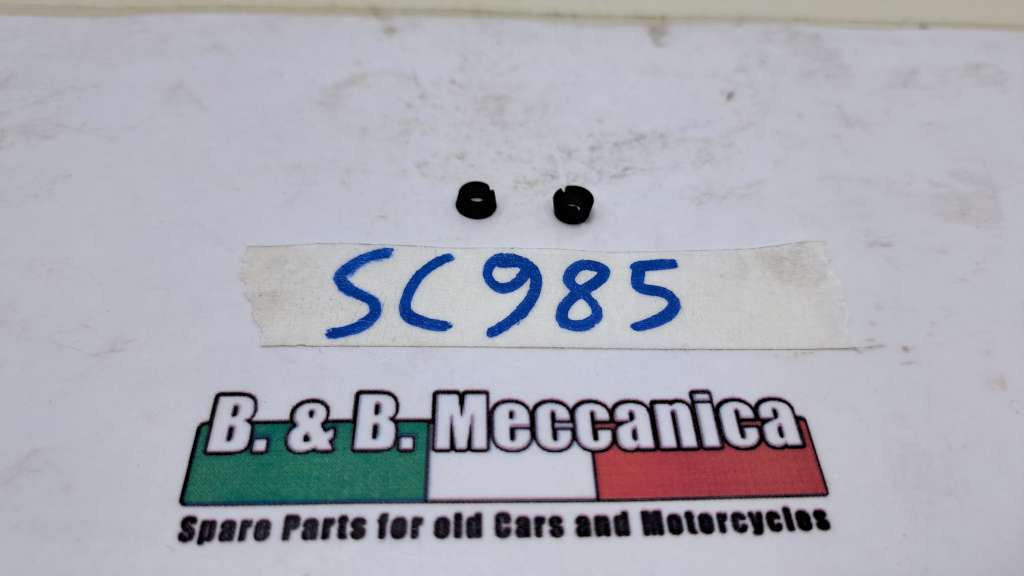 SC985
B. & B. Meccanica
Spare Parts for old Cars and Motorcycles